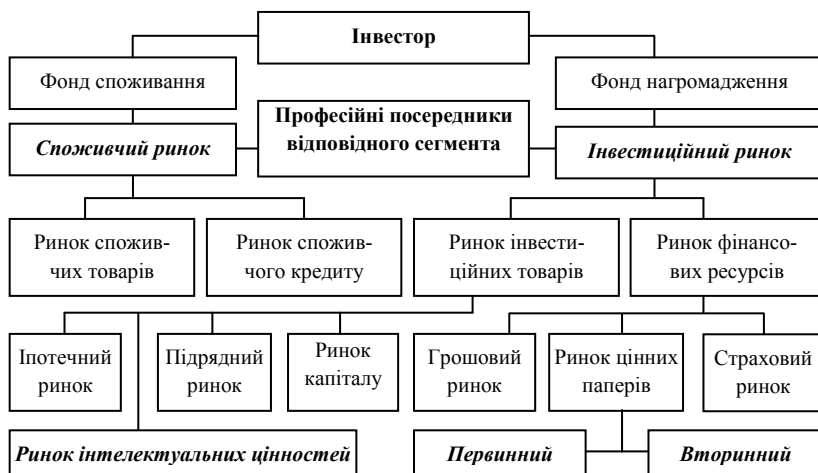 Інвестор
Фонд споживання
Фонд нагромадження
Професійні посередники
відповідного сегмента
Споживчий ринок
Інвестиційний ринок
Ринок спожив-
чих товарів
Ринок спожив-
чого кредиту
Ринок інвести-
ційних товарів
Ринок фінансо-
вих ресурсів
Іпотечний
ринок
Підрядний
ринок
Ринок
капіталу
Грошовий
ринок
Ринок цінних
паперів
Страховий
ринок
Ринок інтелектуальних цінностей
Первинний
Вторинний